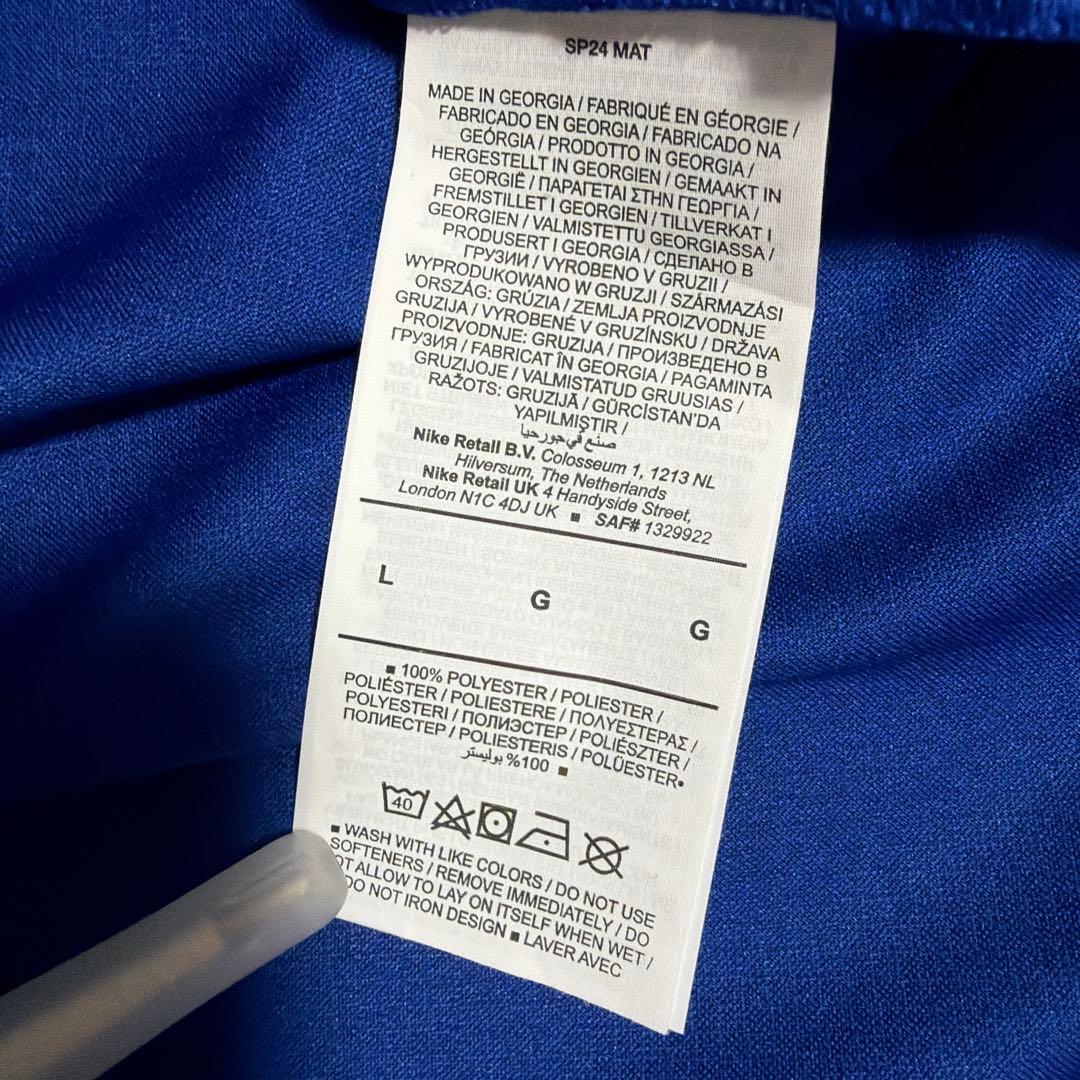 SP24 MAT
MADE IN GEORGIA / FABRIQUÉ EN GÉORGIE /
FABRICADO EN GEORGIA / FABRICADO NA
GEÓRGIA / PRODOTTO IN GEORGIA /
HERGESTELLT IN GEORGIEN / GEMAAKT IN
GEORGIË / ΠΑΡΑΓΕΤΑΙ ΣΤΗΝ ΓΕΩΡΓΙΑ /
FREMSTILLET I GEORGIEN / TILLVERKAT I
GEORGIEN / VALMISTETTU GEORGIASSA /
PRODUSERT I GEORGIA / СДЕЛАНО В
ГРУЗИИ / VYROBENO V GRUZII /
WYPRODUKOWANO W GRUZJI / SZÁRMAZÁSI
ORSZÁG: GRÚZIA / ZEMLJA PROIZVODNJE
GRUZIJA / VYROBENÉ V GRUZÍNSKU / DRŽAVA
PROIZVODNJE: GRUZIJA / ПРОИЗВЕДЕНО В
ГРУЗИЯ / FABRICAT ÎN GEORGIA / PAGAMINTA
GRUZIJOJE / VALMISTATUD GRUUSIAS /
RAŽOTS: GRUZIJĀ / GÜRCİSTAN'DA
YAPILMIŞTIR /
صنع في جورجيا
Nike Retail B.V. Colosseum 1, 1213 NL
Hilversum, The Netherlands
Nike Retail UK 4 Handyside Street,
London N1C 4DJ UK ■ SAF# 1329922
L G G
■ 100% POLYESTER / POLIESTER /
POLIÉSTER / POLIESTERE / ΠΟΛΥΕΣΤΕΡΑΣ /
POLYESTERI / ПОЛИЭСТЕР / POLIÉSZTER /
ПОЛИЕСТЕР / POLIESTERIS / POLÜESTER•
100% بوليستر ■
40
■ WASH WITH LIKE COLORS / DO NOT USE
SOFTENERS / REMOVE IMMEDIATELY / DO
OT ALLOW TO LAY ON ITSELF WHEN WET /
DO NOT IRON DESIGN ■ LAVER AVEC